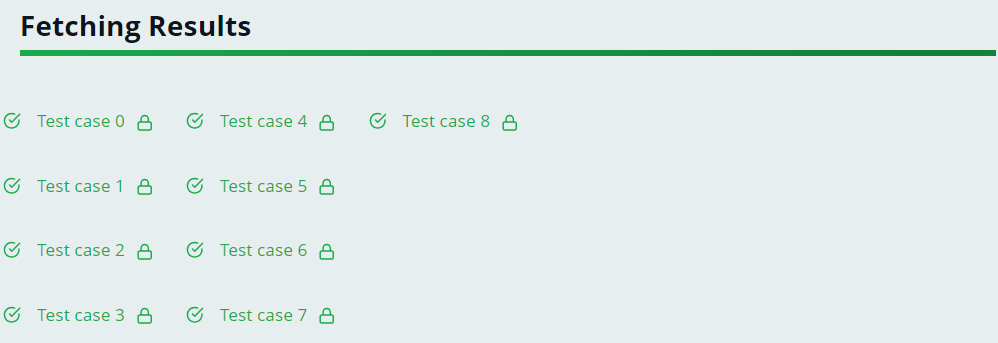 Fetching Results
Test case 0 Test case 4 Test case 8
Test case 1 Test case 5
Test case 2 Test case 6
Test case 3 Test case 7